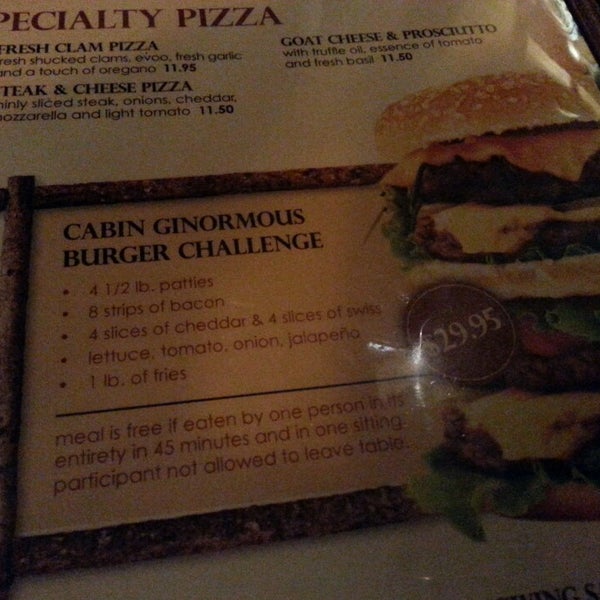 PECIALTY PIZZA
FRESH CLAM PIZZA
fresh shucked clams, evoo, fresh garlic
and a touch of oregano 11.95
STEAK & CHEESE PIZZA
thinly sliced steak, onions, cheddar,
mozzarella and light tomato 11.50
GOAT CHEESE & PROSCIUTTO
with truffle oil, essence of tomato
and fresh basil 11.50
CABIN GINORMOUS
BURGER CHALLENGE
• 4 1/2 lb. patties
• 8 strips of bacon
• 4 slices of cheddar & 4 slices of swiss
• lettuce, tomato, onion, jalapeño
• 1 lb. of fries
$29.95
meal is free if eaten by one person in its
entirety in 45 minutes and in one sitting.
participant not allowed to leave table.